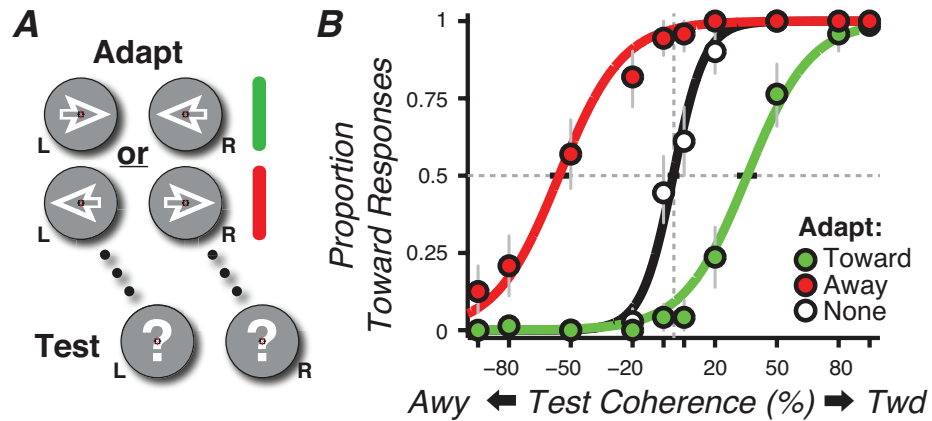 A
Adapt
L
R
or
L
R
Test
?
?
L
R
B
Proportion
Toward Responses
1
0.75
0.5
0.25
0
Adapt:
Toward
Away
None
−80
−50
−20
20
50
80
Awy
Test Coherence (%)
Twd